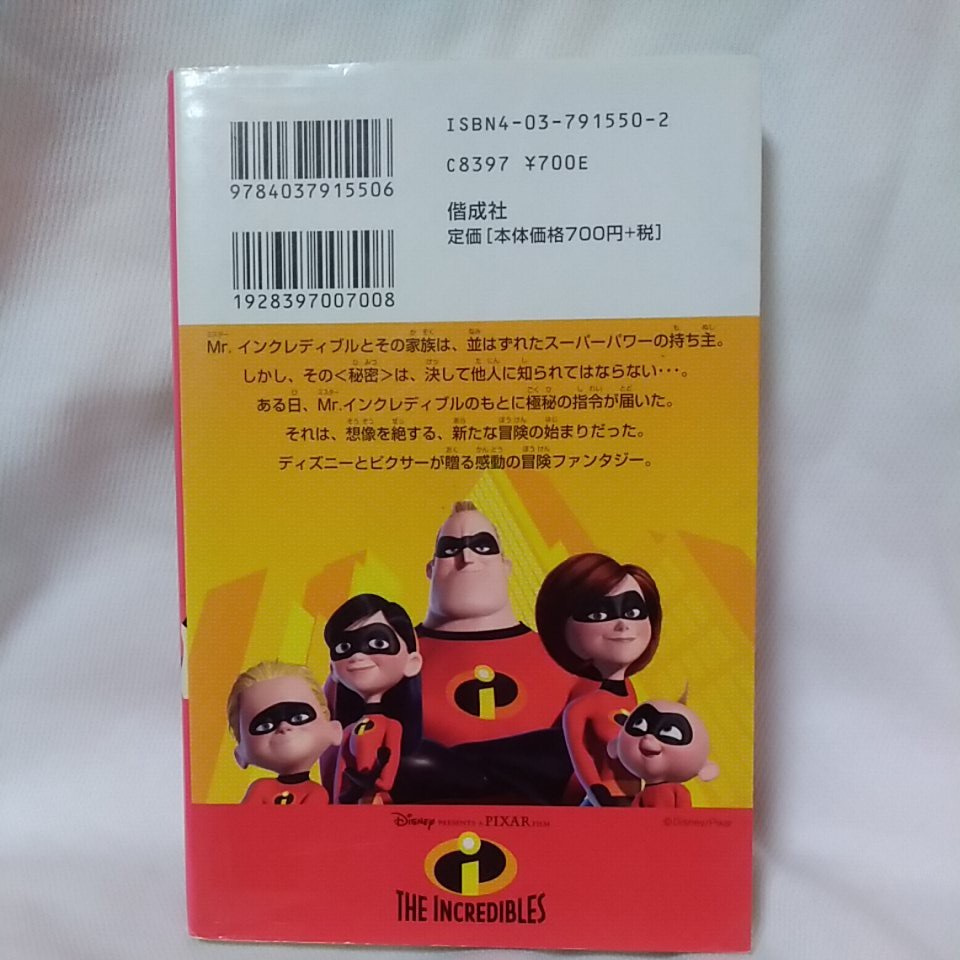 ISBN4-03-791550-2
C8397 ¥700E
9784037915506
偕成社
定価[本体価格700円+税]
1928397007008
Mr.インクレディブルとその家族は、並はずれたスーパーパワーの持ち主。
しかし、その<秘密>は、決して他人に知られてはならない･･･。
ある日、Mr.インクレディブルのもとに極秘の指令が届いた。
それは、想像を絶する、新たな冒険の始まりだった。
ディズニーとピクサーが贈る感動の冒険ファンタジー。
DISNEY PRESENTS A PIXAR FILM
©Disney/Pixar
THE INCREDIBLES